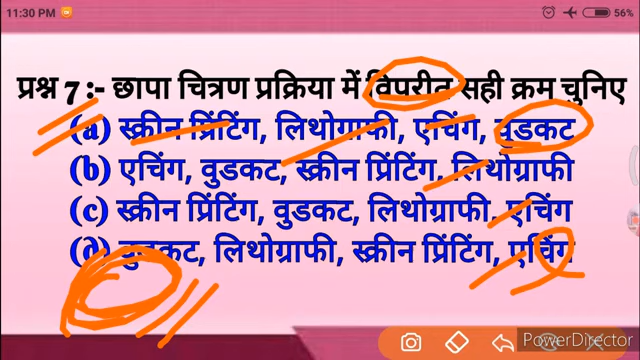 11:30 PM 56%
प्रश्न 7 :- छापा चित्रण प्रक्रिया में विपरीत सही क्रम चुनिए
(a) स्क्रीन प्रिंटिंग, लिथोग्राफी, एचिंग, वुडकट
(b) एचिंग, वुडकट, स्क्रीन प्रिंटिंग, लिथोग्राफी
(c) स्क्रीन प्रिंटिंग, वुडकट, लिथोग्राफी, एचिंग
(d) वुडकट, लिथोग्राफी, स्क्रीन प्रिंटिंग, एचिंग
PowerDirector